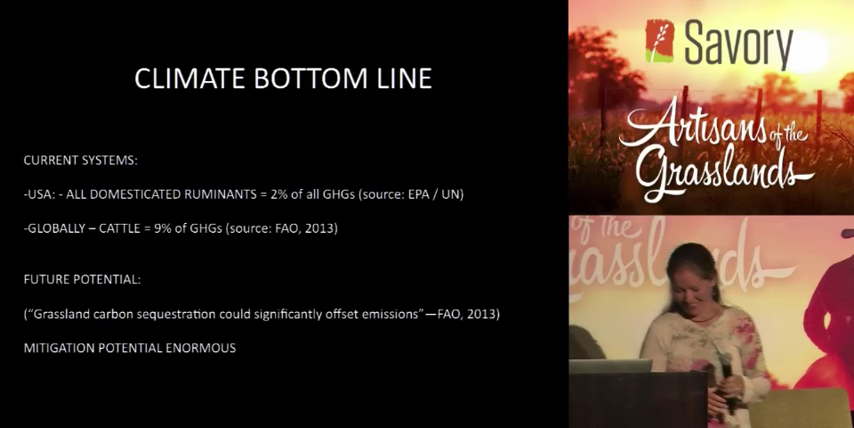 CLIMATE BOTTOM LINE
CURRENT SYSTEMS:
-USA: - ALL DOMESTICATED RUMINANTS = 2% of all GHGs (source: EPA / UN)
-GLOBALLY – CATTLE = 9% of GHGs (source: FAO, 2013)
FUTURE POTENTIAL:
(“Grassland carbon sequestration could significantly offset emissions”—FAO, 2013)
MITIGATION POTENTIAL ENORMOUS
Savory
Artisans of the
Grasslands
of the